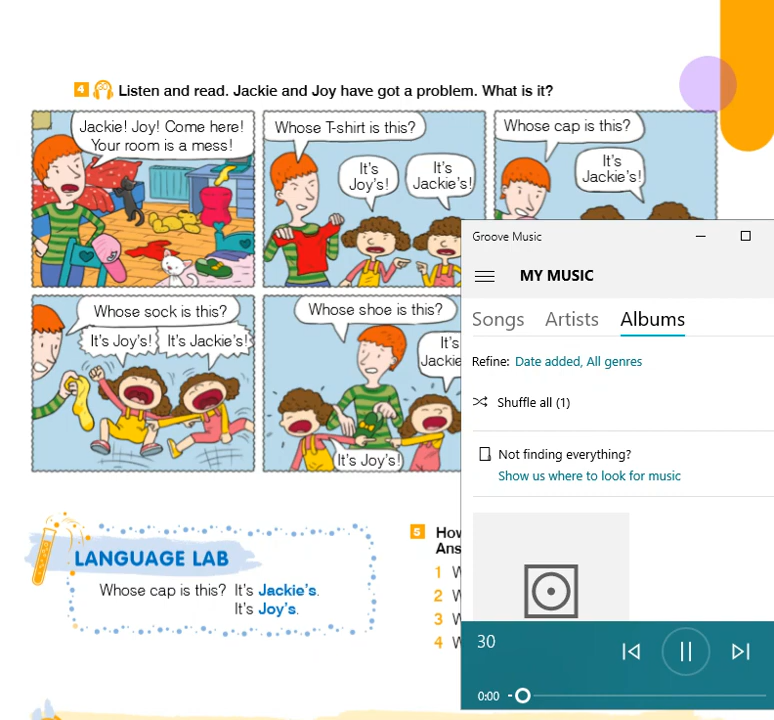 4 30 Listen and read. Jackie and Joy have got a problem. What is it?
Jackie! Joy! Come here!
Your room is a mess!
Whose T-shirt is this?
It's
Joy's!
It's
Jackie's!
Whose cap is this?
It's
Jackie's!
Whose sock is this?
It's Joy's!
It's Jackie's!
Whose shoe is this?
It's
Jackie
It's Joy's!
LANGUAGE LAB
Whose cap is this? It's Jackie's.
It's Joy's.
5 How
Ans
1 W
2 W
3 W
4 W
Groove Music
MY MUSIC
Songs Artists Albums
Refine: Date added, All genres
Shuffle all (1)
Not finding everything?
Show us where to look for music
30
0:00